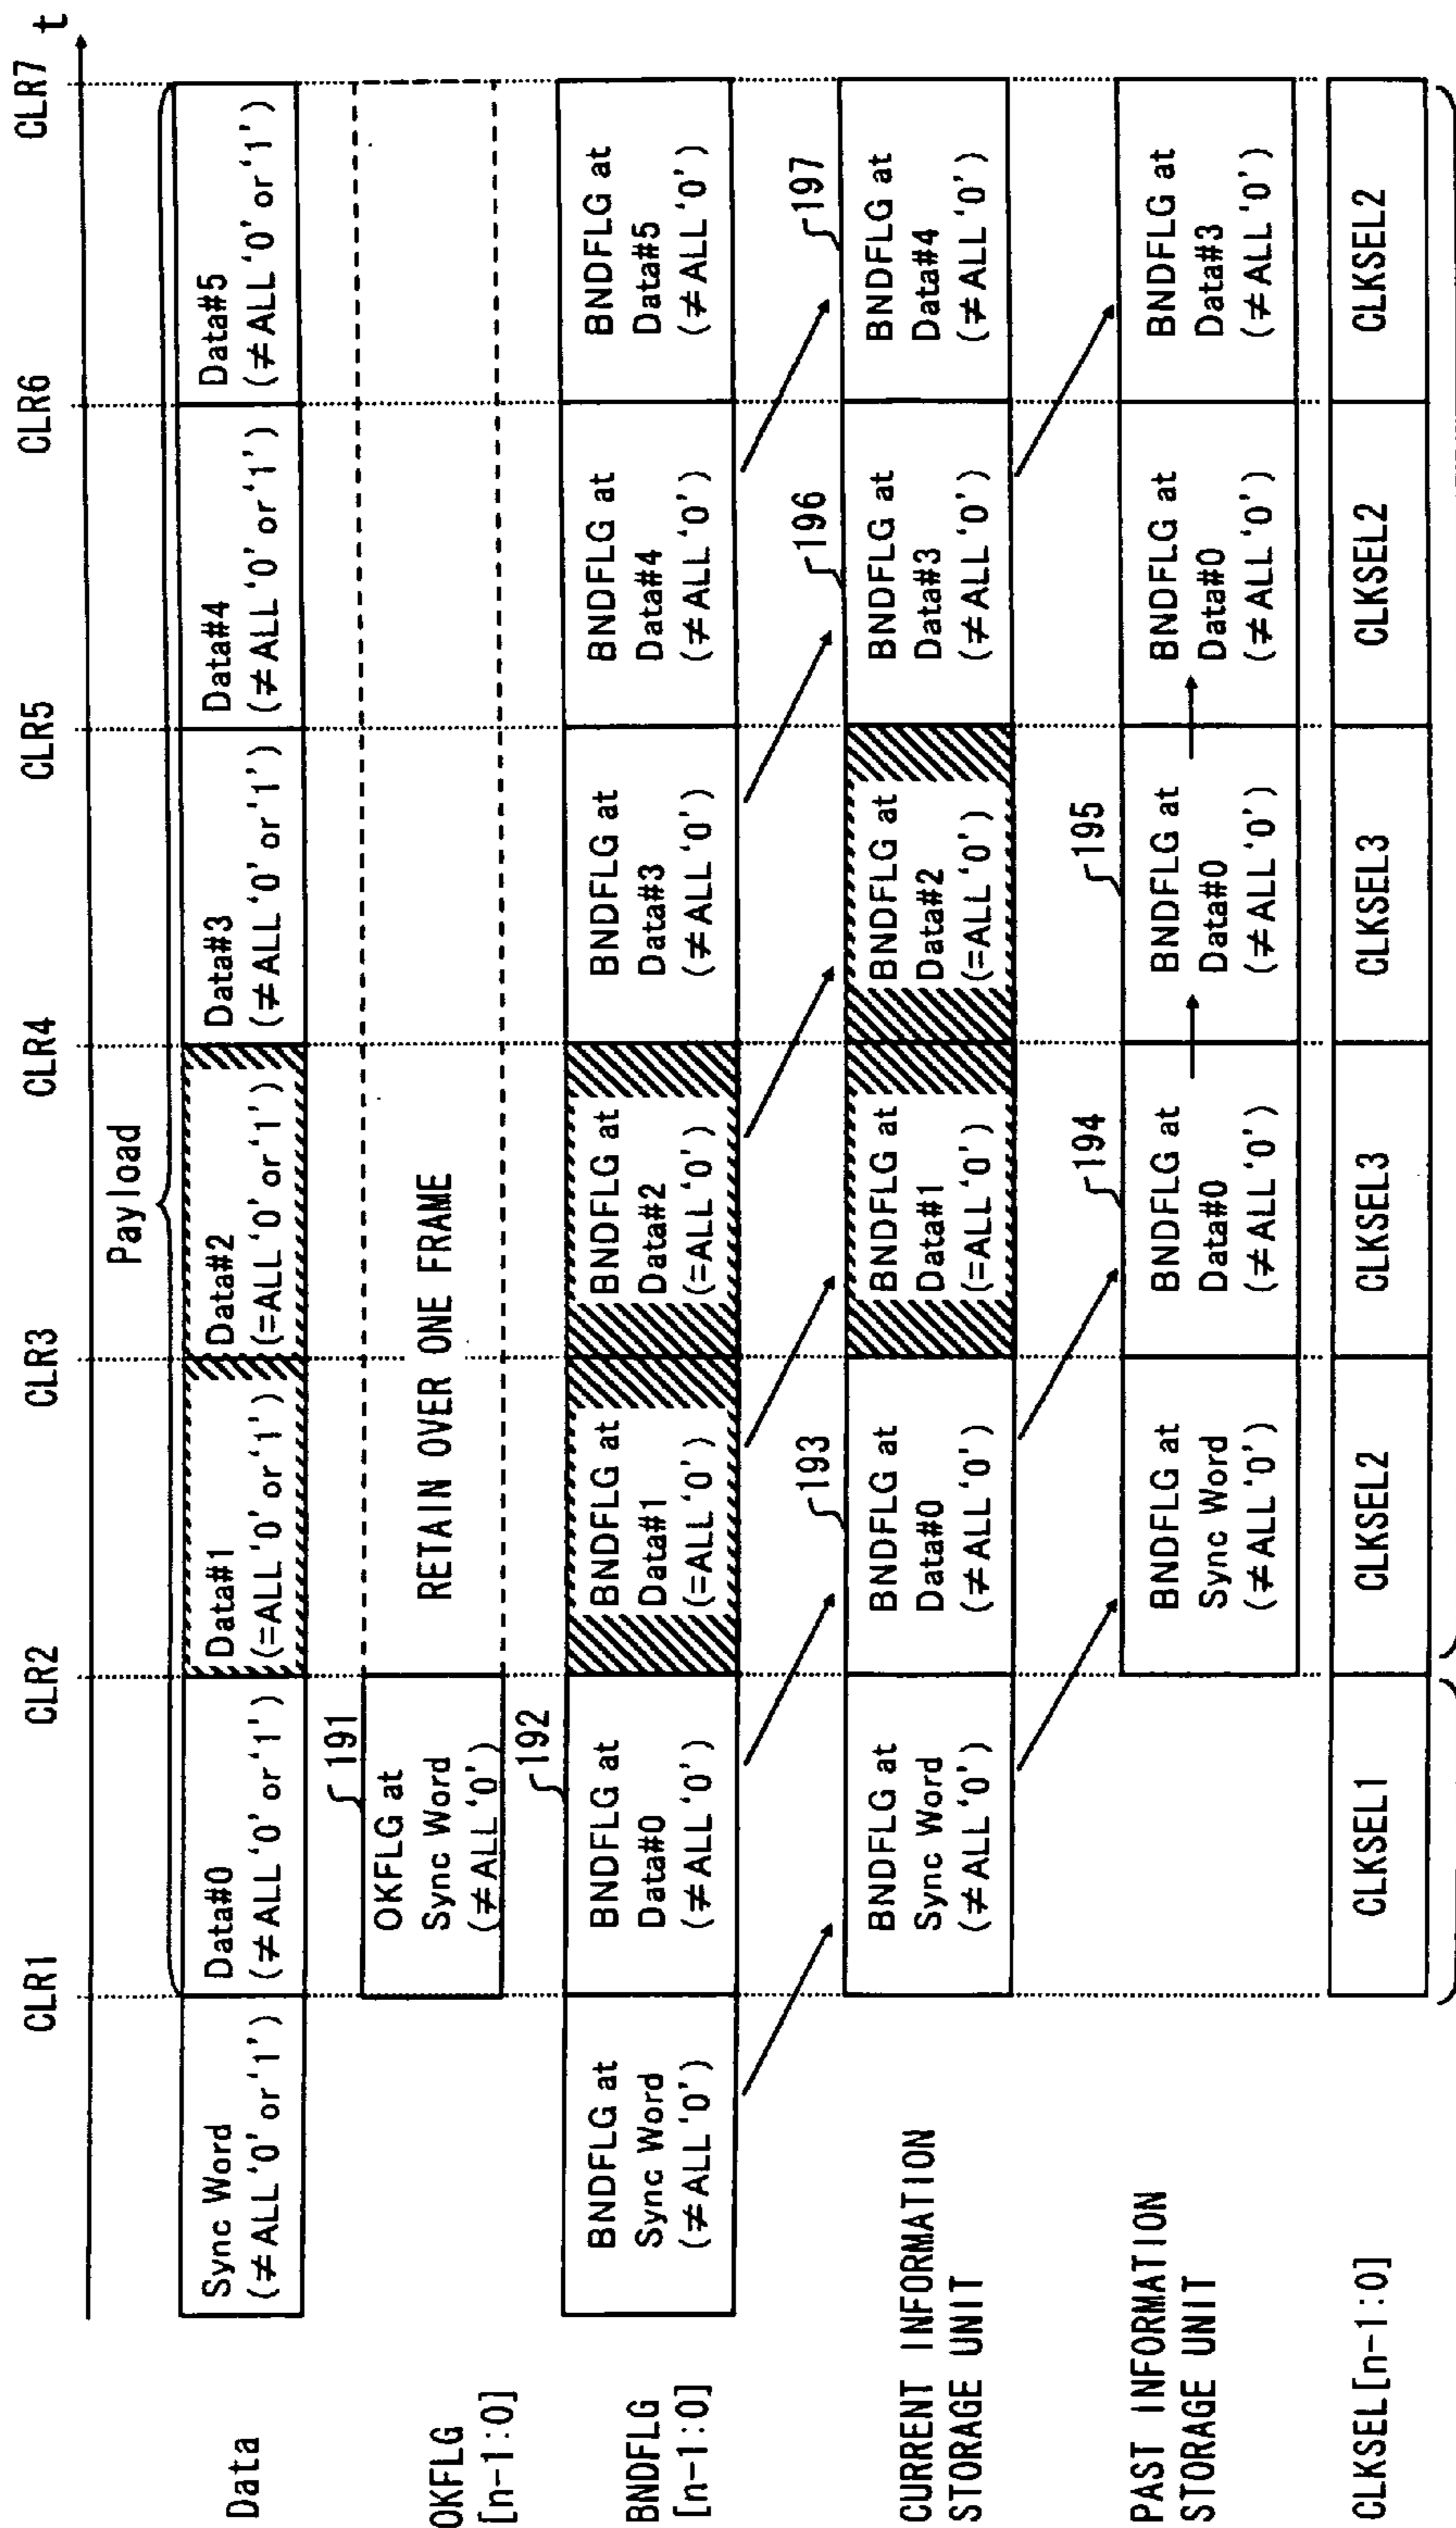 CLR1
CLR2
CLR3
CLR4
CLR5
CLR6
CLR7
t
Payload
Data
Sync Word
(≠ALL'0'or'1')
Data#0
(≠ALL'0'or'1')
Data#1
(=ALL'0'or'1')
Data#2
(=ALL'0'or'1')
Data#3
(≠ALL'0'or'1')
Data#4
(≠ALL'0'or'1')
Data#5
(≠ALL'0'or'1')
191
OKFLG
[n-1:0]
OKFLG at
Sync Word
(≠ALL'0')
RETAIN OVER ONE FRAME
192
BNDFLG
[n-1:0]
BNDFLG at
Sync Word
(≠ALL'0')
BNDFLG at
Data#0
(≠ALL'0')
BNDFLG at
Data#1
(=ALL'0')
BNDFLG at
Data#2
(=ALL'0')
BNDFLG at
Data#3
(≠ALL'0')
BNDFLG at
Data#4
(≠ALL'0')
BNDFLG at
Data#5
(≠ALL'0')
193
196
197
CURRENT INFORMATION
STORAGE UNIT
BNDFLG at
Sync Word
(≠ALL'0')
BNDFLG at
Data#0
(≠ALL'0')
BNDFLG at
Data#1
(=ALL'0')
BNDFLG at
Data#2
(=ALL'0')
BNDFLG at
Data#3
(≠ALL'0')
BNDFLG at
Data#4
(≠ALL'0')
194
195
PAST INFORMATION
STORAGE UNIT
BNDFLG at
Sync Word
(≠ALL'0')
BNDFLG at
Data#0
(≠ALL'0')
BNDFLG at
Data#0
(≠ALL'0')
BNDFLG at
Data#0
(≠ALL'0')
BNDFLG at
Data#3
(≠ALL'0')
CLKSEL[n-1:0]
CLKSEL1
CLKSEL2
CLKSEL3
CLKSEL3
CLKSEL2
CLKSEL2